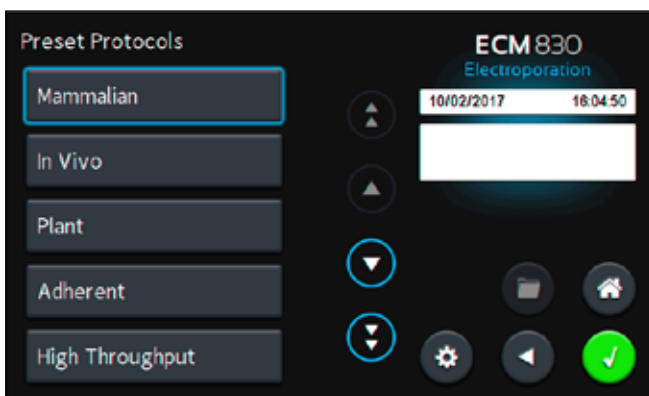 Preset Protocols
Mammalian
In Vivo
Plant
Adherent
High Throughput
ECM 830
Electroporation
10/02/2017 16:04:50